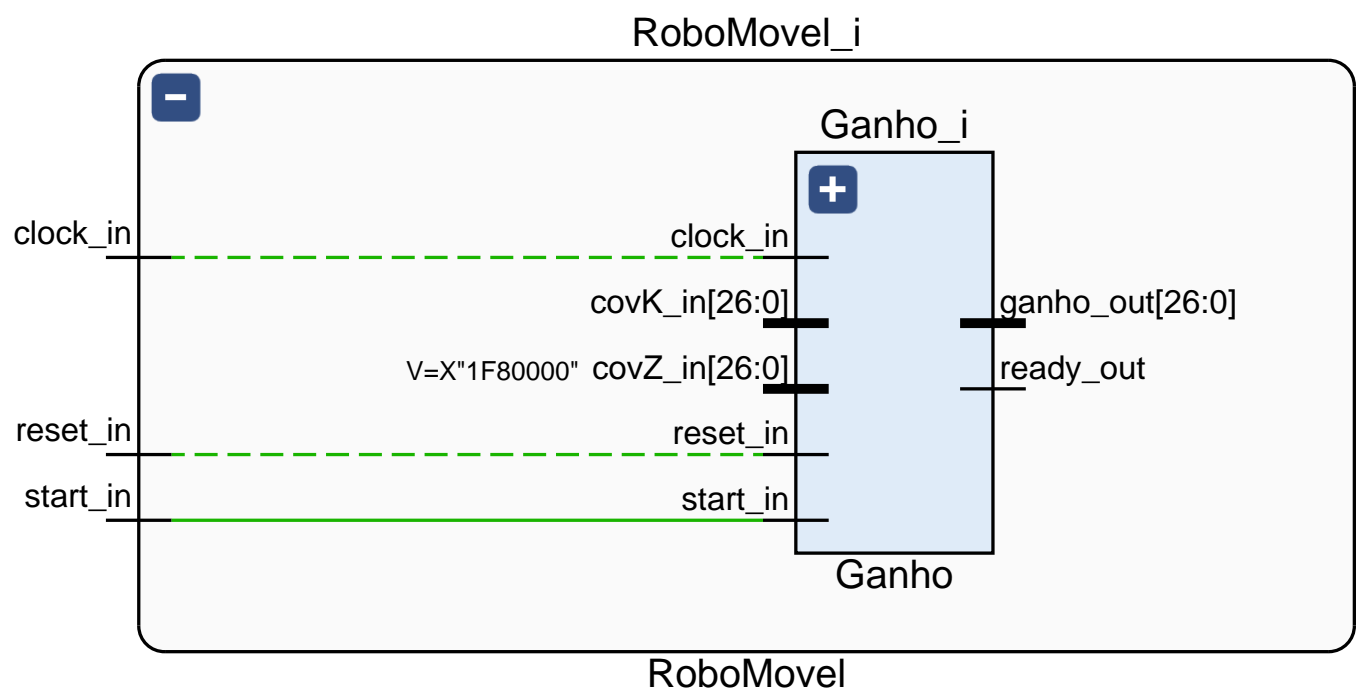 RoboMovel_i
Ganho_i
clock_in clock_in
covK_in[26:0] ganho_out[26:0]
V=X"1F80000" covZ_in[26:0] ready_out
reset_in reset_in
start_in start_in
Ganho
RoboMovel